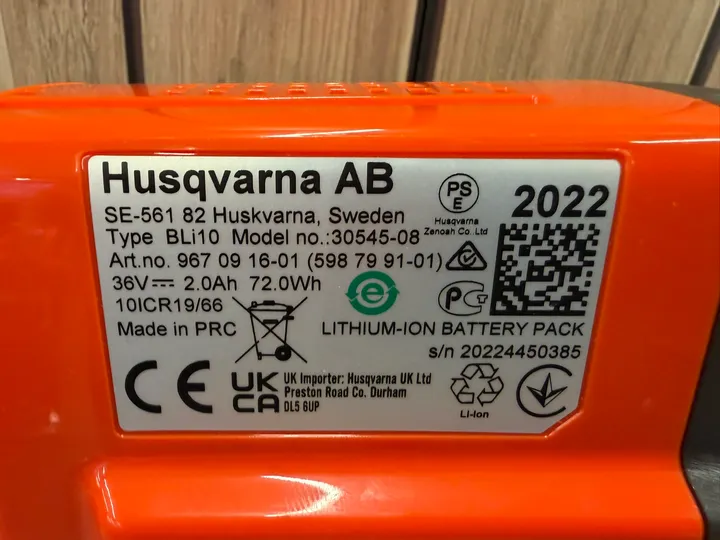 Husqvarna AB
PS
E
2022
SE-561 82 Huskvarna, Sweden
Husqvarna
Zenoah Co.,Ltd
Type BLi10 Model no.:30545-08
Art.no. 967 09 16-01 (598 79 91-01)
36V⎓ 2.0Ah 72.0Wh
10ICR19/66
Made in PRC
LITHIUM-ION BATTERY PACK
s/n 20224450385
CE
UK
CA
UK Importer: Husqvarna UK Ltd
Preston Road Co. Durham
DL5 6UP
Li-ion